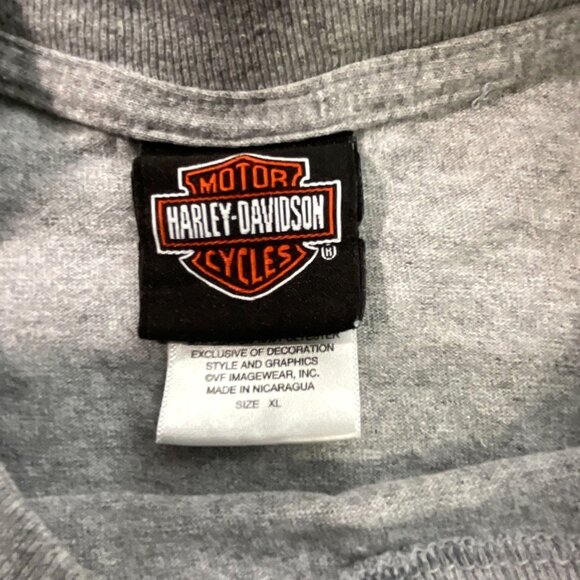 MOTOR
HARLEY-DAVIDSON
CYCLES
®
EXCLUSIVE OF DECORATION
STYLE AND GRAPHICS
©VF IMAGEWEAR, INC.
MADE IN NICARAGUA
SIZE XL